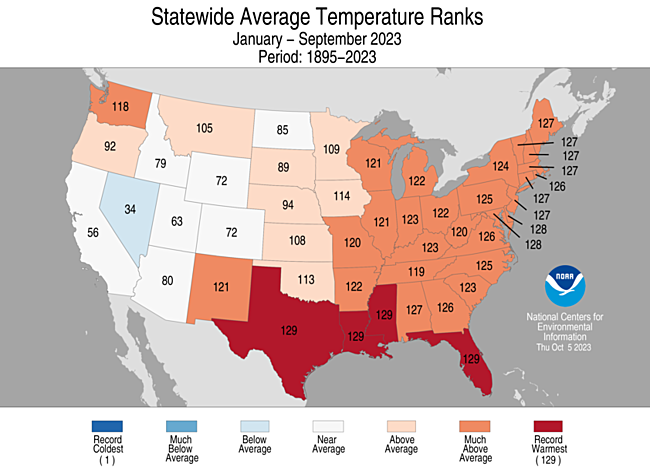 Statewide Average Temperature Ranks
January – September 2023
Period: 1895–2023
118
105
85
109
127
92
79
89
121
122
124
127
127
127
126
127
127
128
128
72
34
63
94
114
125
56
72
108
120
121
123
122
120
126
123
80
121
113
122
119
125
123
129
129
129
127
126
129
NOAA
National Centers for
Environmental
Information
Thu Oct 5 2023
Record
Coldest
( 1 )
Much
Below
Average
Below
Average
Near
Average
Above
Average
Much
Above
Average
Record
Warmest
( 129 )